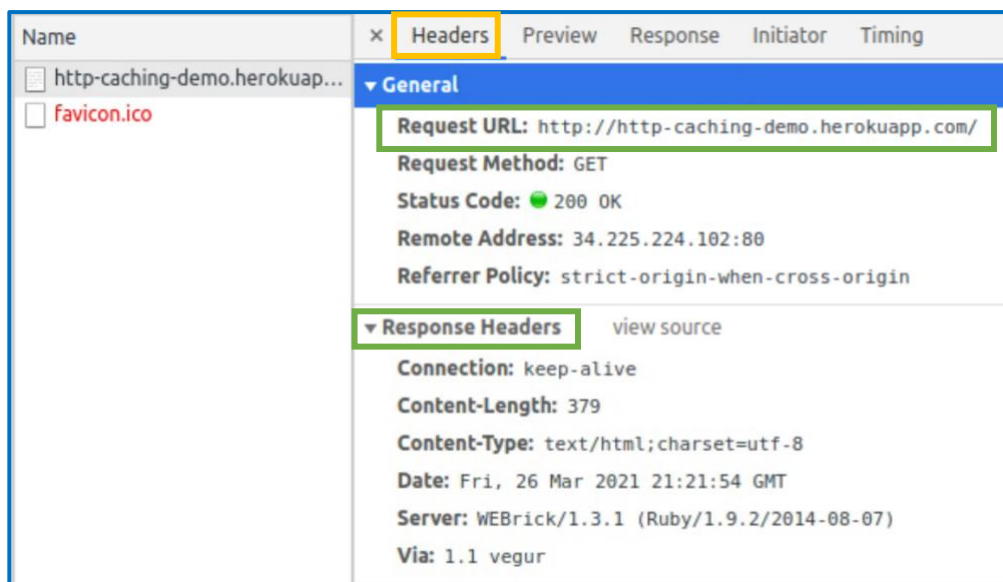 Name
http-caching-demo.herokuap...
favicon.ico
× Headers Preview Response Initiator Timing
▾ General
Request URL: http://http-caching-demo.herokuapp.com/
Request Method: GET
Status Code: 200 OK
Remote Address: 34.225.224.102:80
Referrer Policy: strict-origin-when-cross-origin
▾ Response Headers view source
Connection: keep-alive
Content-Length: 379
Content-Type: text/html;charset=utf-8
Date: Fri, 26 Mar 2021 21:21:54 GMT
Server: WEBrick/1.3.1 (Ruby/1.9.2/2014-08-07)
Via: 1.1 vegur